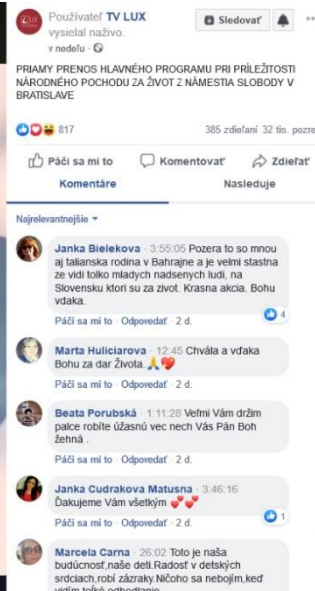 Používateľ TV LUX
vysielal naživo.
v nedeľu ·
Sledovať
PRIAMY PRENOS HLAVNÉHO PROGRAMU PRI PRÍLEŽITOSTI
NÁRODNÉHO POCHODU ZA ŽIVOT Z NÁMESTIA SLOBODY V
BRATISLAVE
817
385 zdieľaní 32 tis. pozre
Páči sa mi to Komentovať Zdieľať
Komentáre Nasleduje
Najrelevantnejšie
Janka Bielekova · 3:55:05 Pozera to so mnou
aj talianska rodina v Bahrajne a je velmi stastna
ze vidi tolko mladych nadsenych ludi, na
Slovensku ktori su za zivot. Krasna akcia. Bohu
vdaka.
4
Páči sa mi to · Odpovedať · 2 d.
Marta Huliciarova · 12:45 Chvála a vďaka
Bohu za dar Života. 🙏💖
Páči sa mi to · Odpovedať · 2 d.
Beata Porubská · 1:11:28 Veľmi Vám držim
palce robíte úžasnú vec nech Vás Pán Boh
žehná .
Páči sa mi to · Odpovedať · 2 d.
Janka Cudrakova Matusna · 3:46:16
Ďakujeme Vám všetkým 💕💕
1
Páči sa mi to · Odpovedať · 2 d.
Marcela Carna · 26:02 Toto je naša
budúcnosť,naše deti.Radosť v detských
srdciach,robí zázraky.Ničoho sa nebojím,keď
vidím toľké odhodlanie